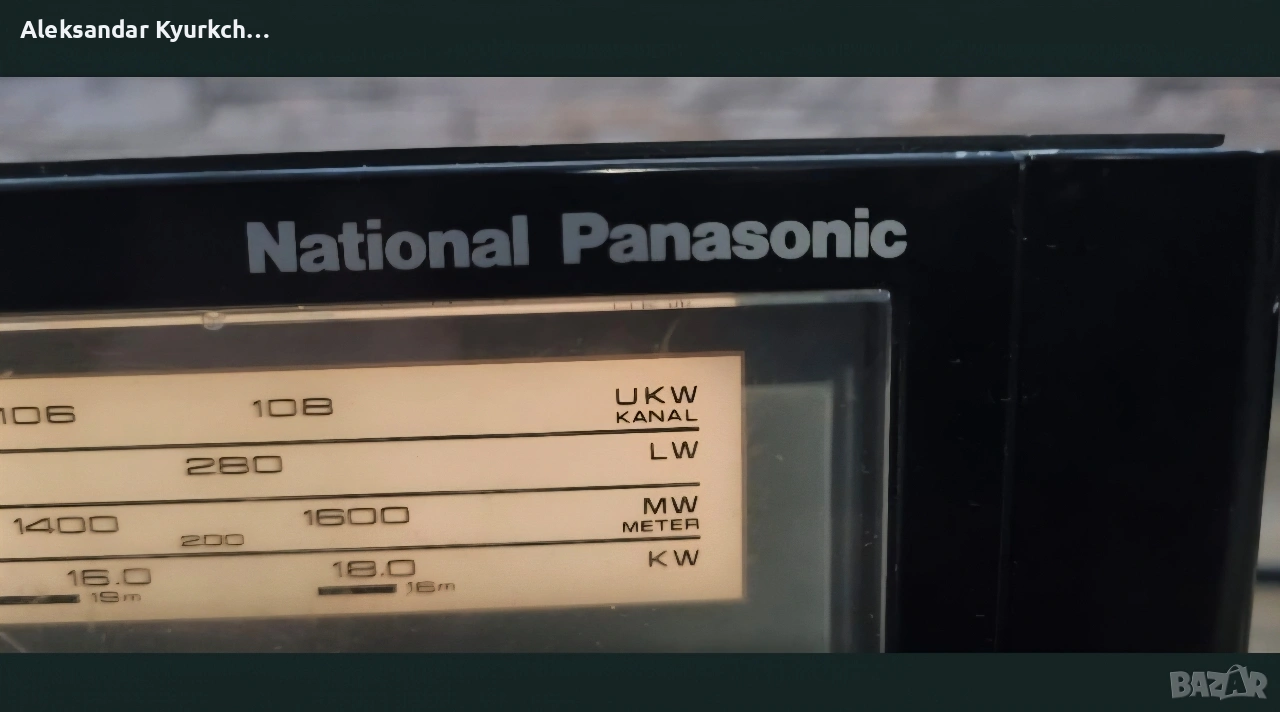 Aleksandar Kyurkch...
National Panasonic
106 108 UKW
KANAL
280 LW
1400 1600 MW
200 METER
16.0 18.0 KW
19m 16m
BAZAR